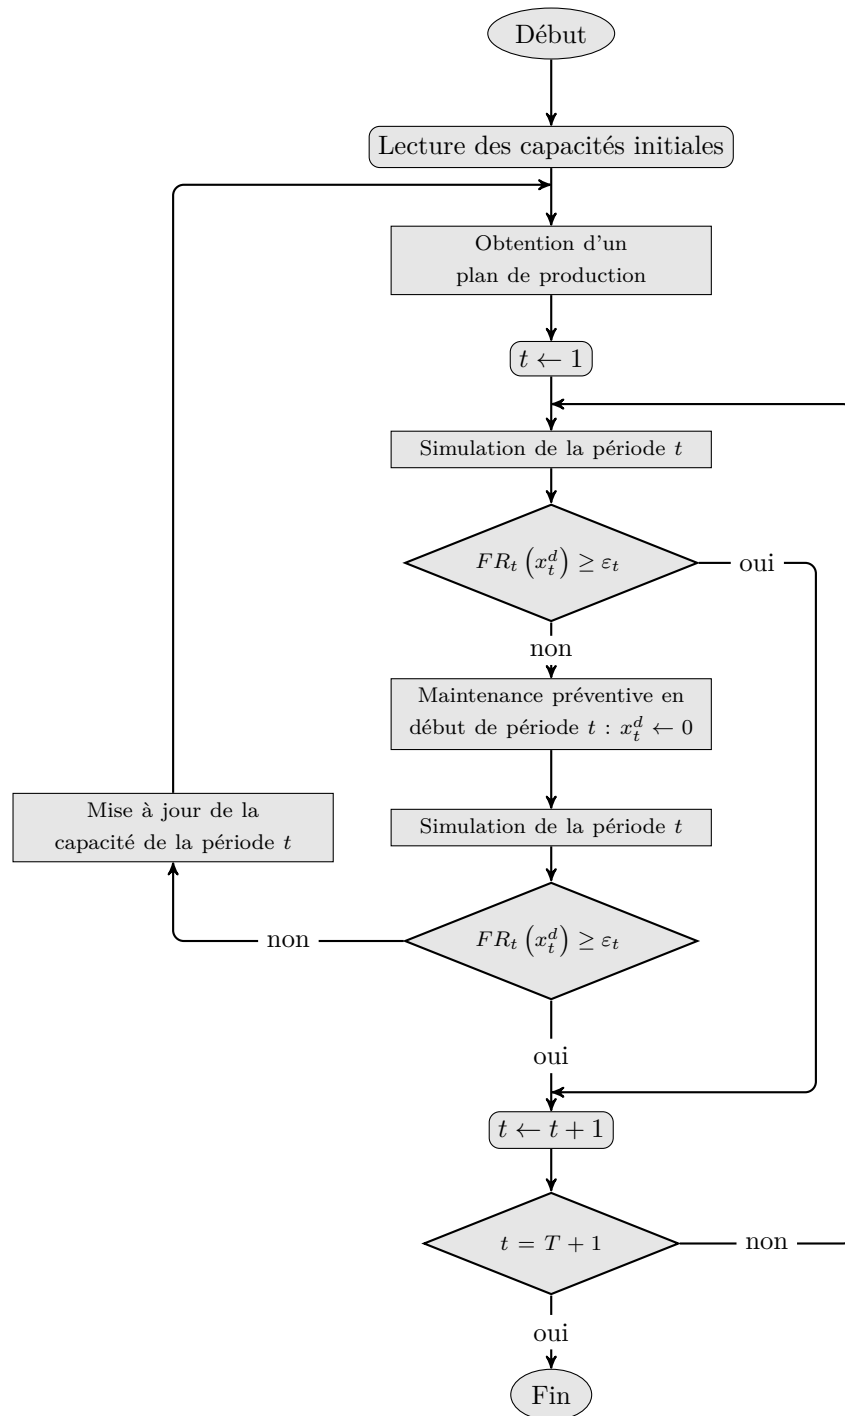 Début
Lecture des capacités initiales
Obtention d'un
plan de production
t ← 1
Simulation de la période t
FR_t (x_t^d) ≥ ε_t
oui
non
Maintenance préventive en
début de période t : x_t^d ← 0
Mise à jour de la
capacité de la période t
Simulation de la période t
FR_t (x_t^d) ≥ ε_t
non
oui
t ← t + 1
t = T + 1
non
oui
Fin